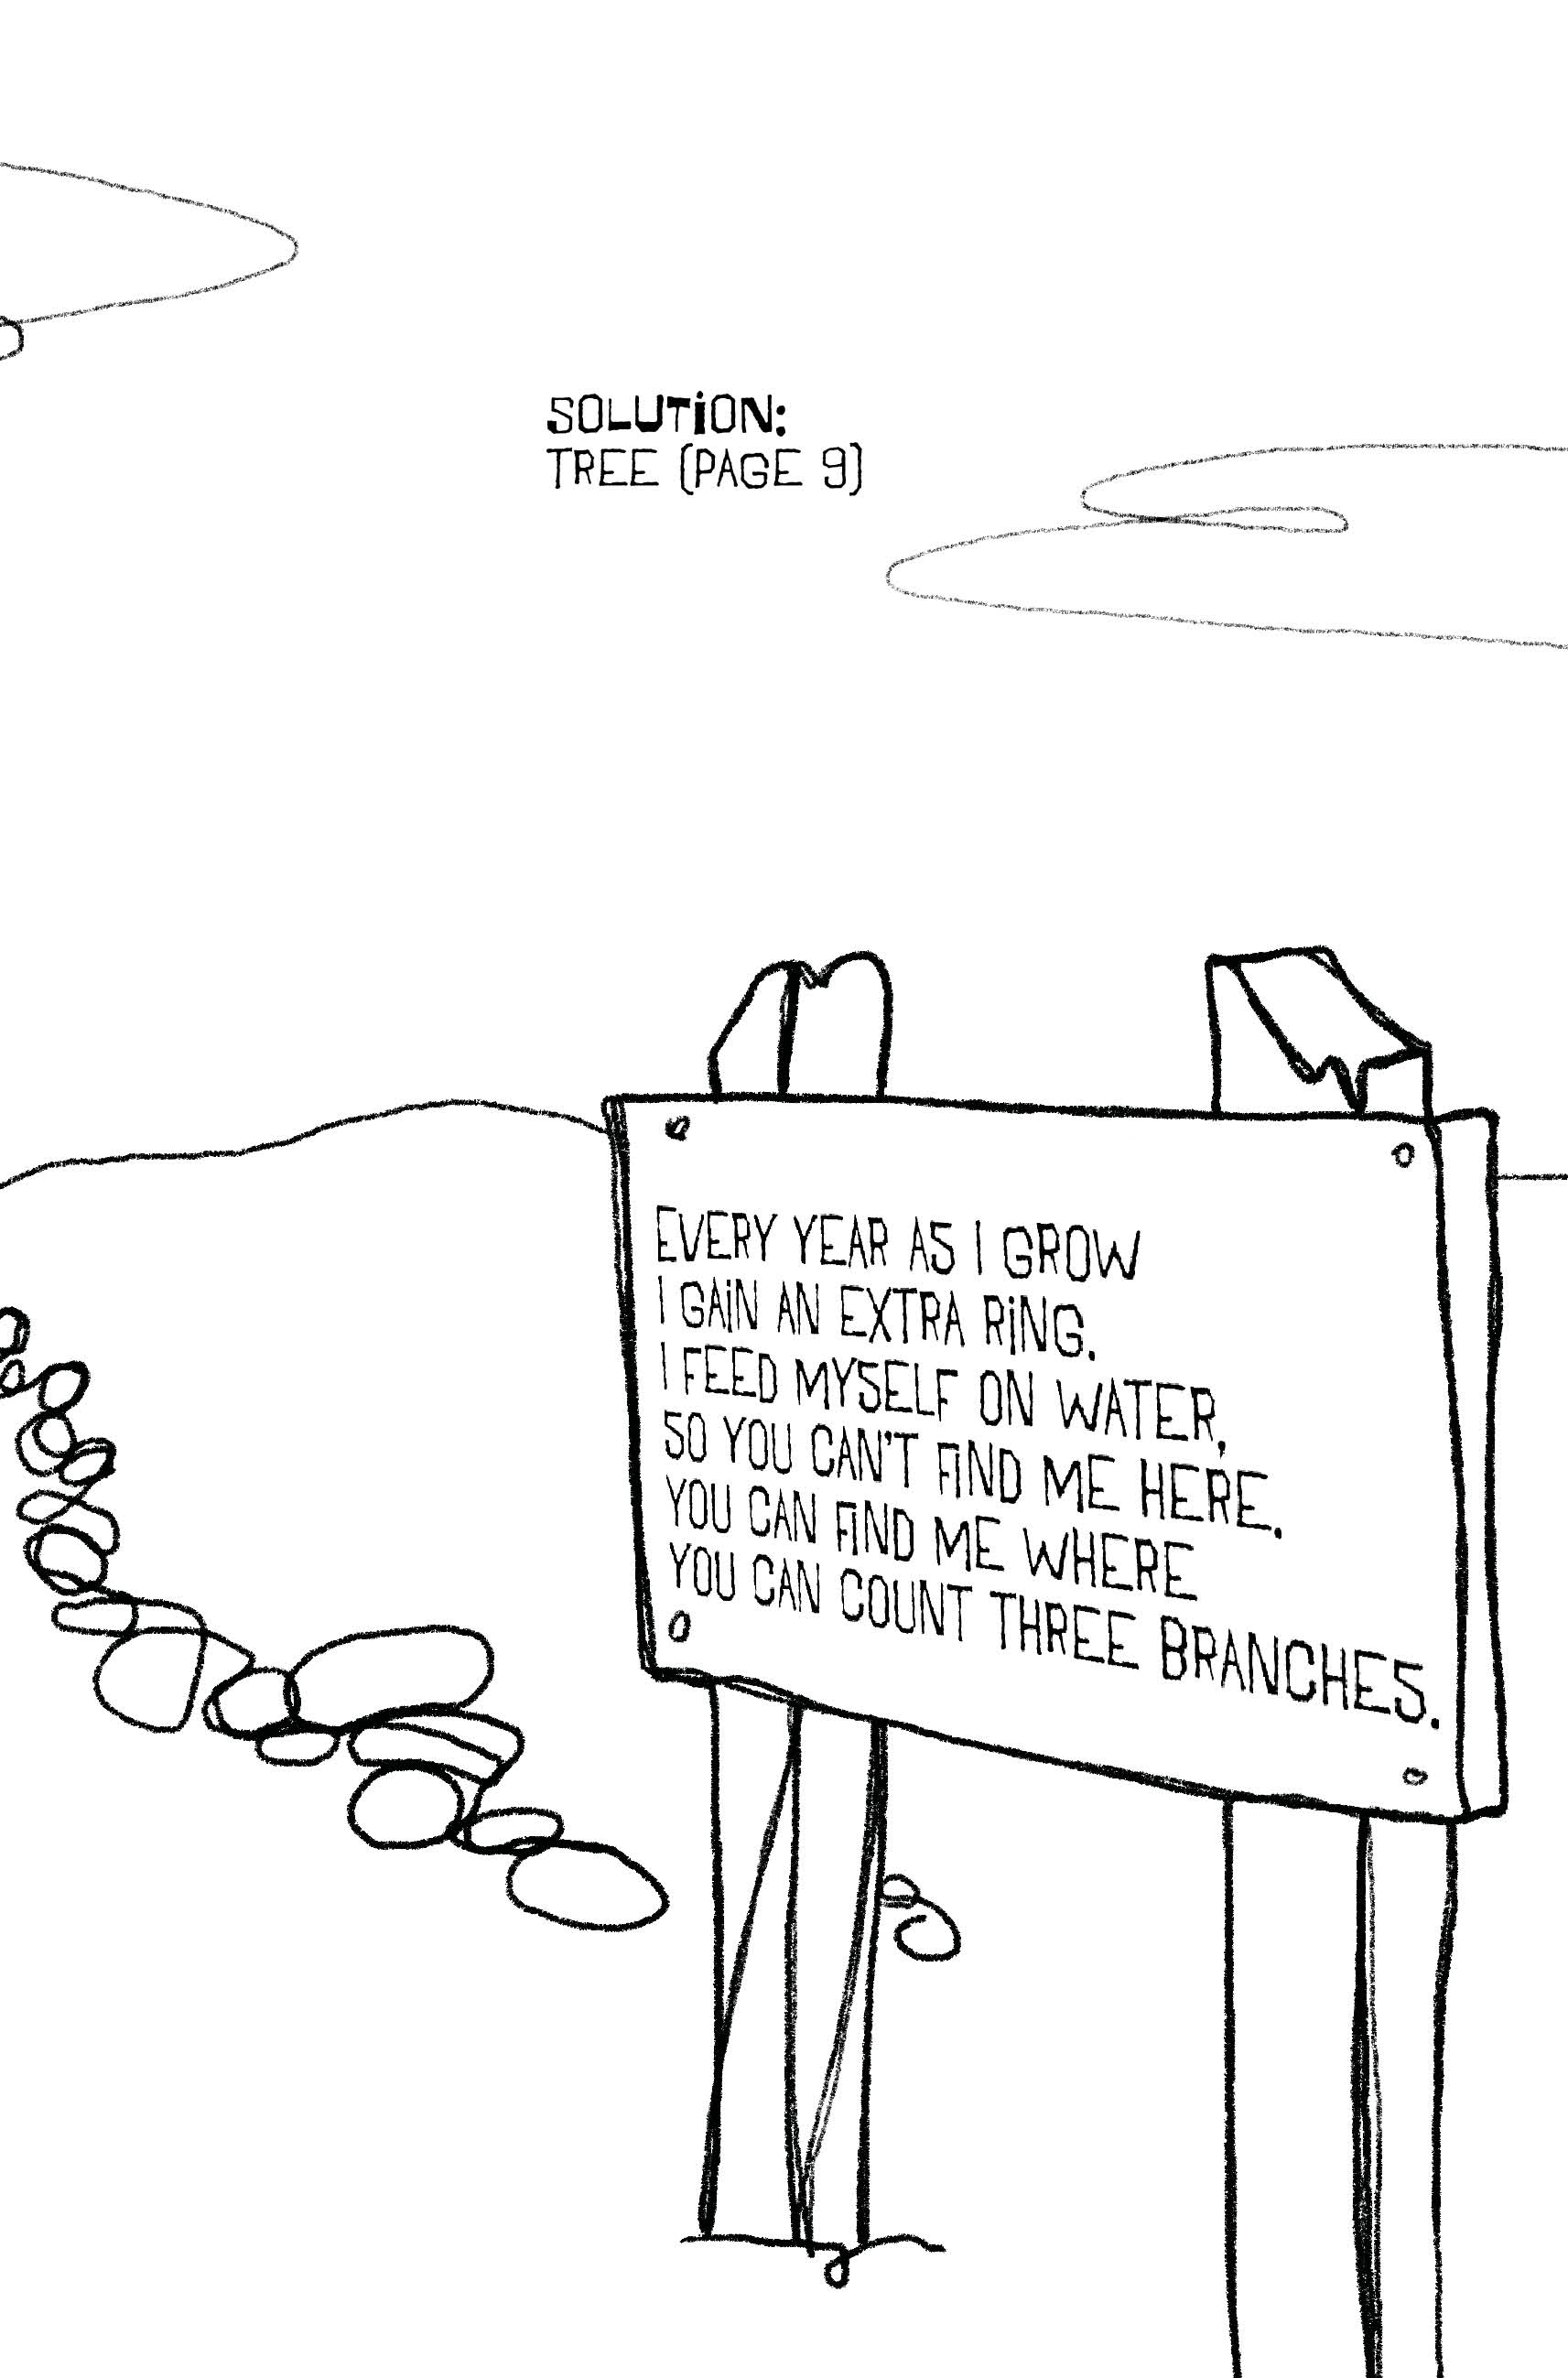 SOLUTION:
TREE (PAGE 9)
EVERY YEAR AS I GROW
I GAIN AN EXTRA RING.
I FEED MYSELF ON WATER,
SO YOU CAN'T FIND ME HERE.
YOU CAN FIND ME WHERE
YOU CAN COUNT THREE BRANCHES.